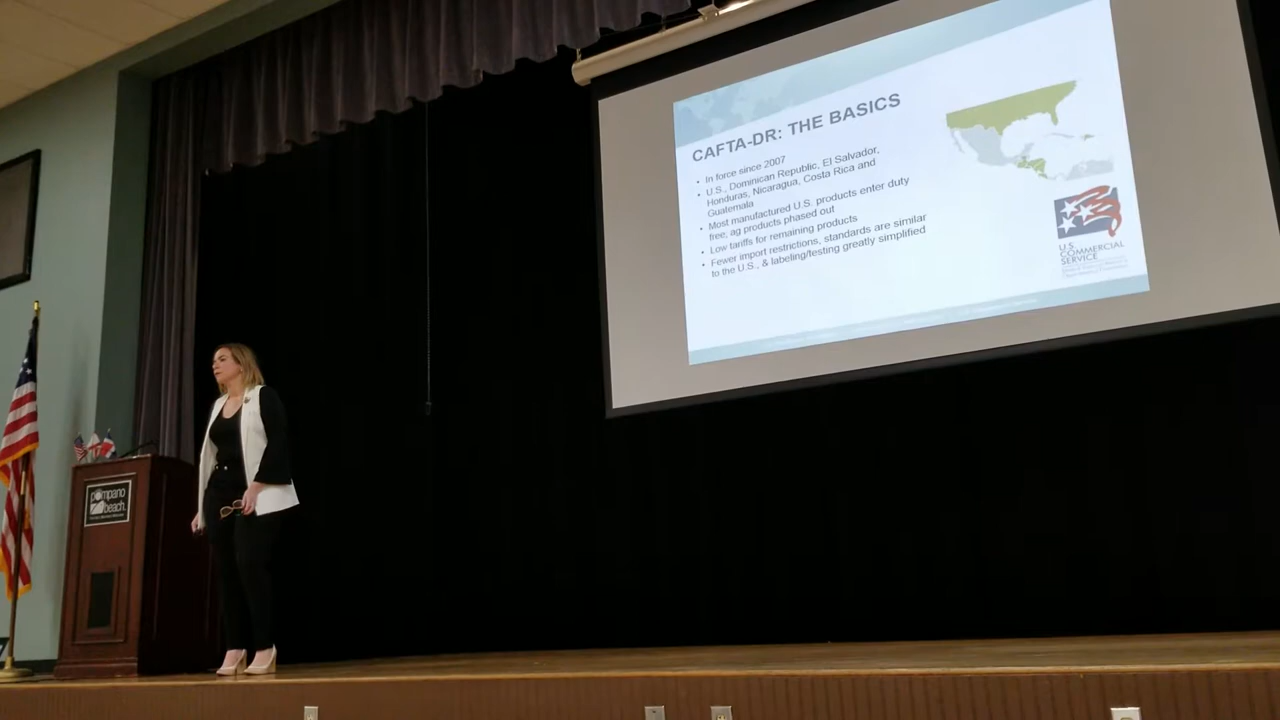 CAFTA-DR: THE BASICS
• In force since 2007
• U.S., Dominican Republic, El Salvador,
Honduras, Nicaragua, Costa Rica and
Guatemala
• Most manufactured U.S. products enter duty
free, ag products phased out
• Low tariffs for remaining products
• Fewer import restrictions, standards are similar
to the U.S., & labeling/testing greatly simplified
U.S.
COMMERCIAL
SERVICE
pompano
beach